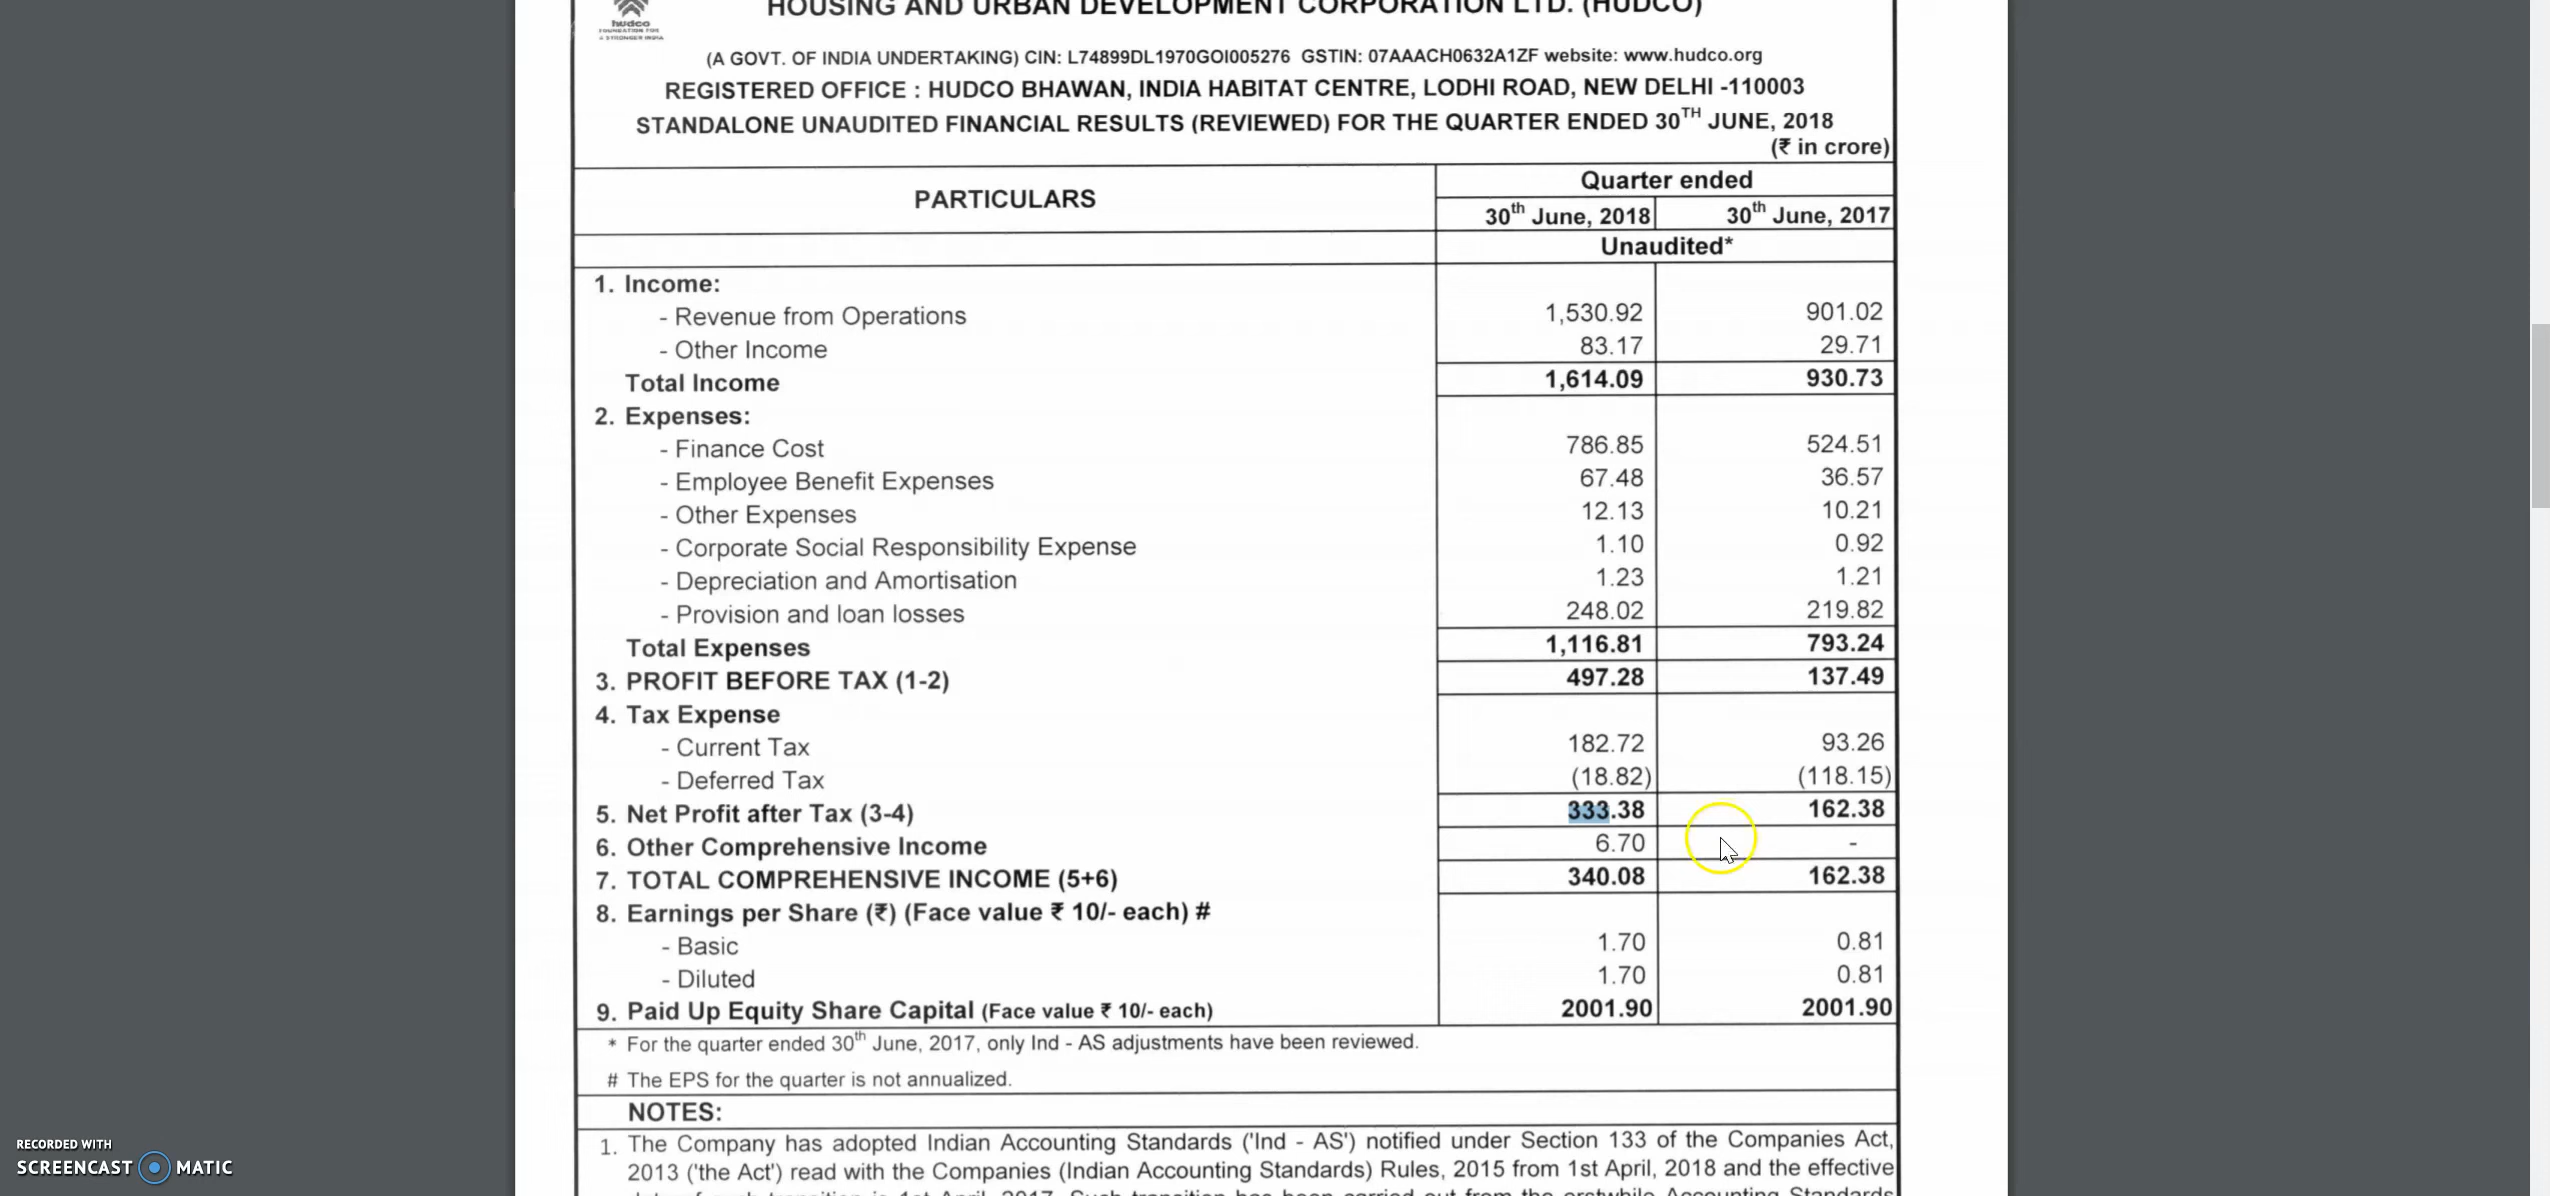 HOUSING AND URBAN DEVELOPMENT CORPORATION LTD. (HUDCO)
hudco
FOUNDATION FOR
A STRONGER INDIA
(A GOVT. OF INDIA UNDERTAKING) CIN: L74899DL1970GOI005276 GSTIN: 07AAACH0632A1ZF website: www.hudco.org
REGISTERED OFFICE : HUDCO BHAWAN, INDIA HABITAT CENTRE, LODHI ROAD, NEW DELHI -110003
STANDALONE UNAUDITED FINANCIAL RESULTS (REVIEWED) FOR THE QUARTER ENDED 30TH JUNE, 2018
(₹ in crore)
PARTICULARS Quarter ended
30th June, 2018 30th June, 2017
Unaudited*
1. Income:
- Revenue from Operations 1,530.92 901.02
- Other Income 83.17 29.71
Total Income 1,614.09 930.73
2. Expenses:
- Finance Cost 786.85 524.51
- Employee Benefit Expenses 67.48 36.57
- Other Expenses 12.13 10.21
- Corporate Social Responsibility Expense 1.10 0.92
- Depreciation and Amortisation 1.23 1.21
- Provision and loan losses 248.02 219.82
Total Expenses 1,116.81 793.24
3. PROFIT BEFORE TAX (1-2) 497.28 137.49
4. Tax Expense
- Current Tax 182.72 93.26
- Deferred Tax (18.82) (118.15)
5. Net Profit after Tax (3-4) 333.38 162.38
6. Other Comprehensive Income 6.70 -
7. TOTAL COMPREHENSIVE INCOME (5+6) 340.08 162.38
8. Earnings per Share (₹) (Face value ₹ 10/- each) #
- Basic 1.70 0.81
- Diluted 1.70 0.81
9. Paid Up Equity Share Capital (Face value ₹ 10/- each) 2001.90 2001.90
* For the quarter ended 30th June, 2017, only Ind - AS adjustments have been reviewed.
# The EPS for the quarter is not annualized.
NOTES:
1. The Company has adopted Indian Accounting Standards ('Ind - AS') notified under Section 133 of the Companies Act,
2013 ('the Act') read with the Companies (Indian Accounting Standards) Rules, 2015 from 1st April, 2018 and the effective
RECORDED WITH
SCREENCAST MATIC